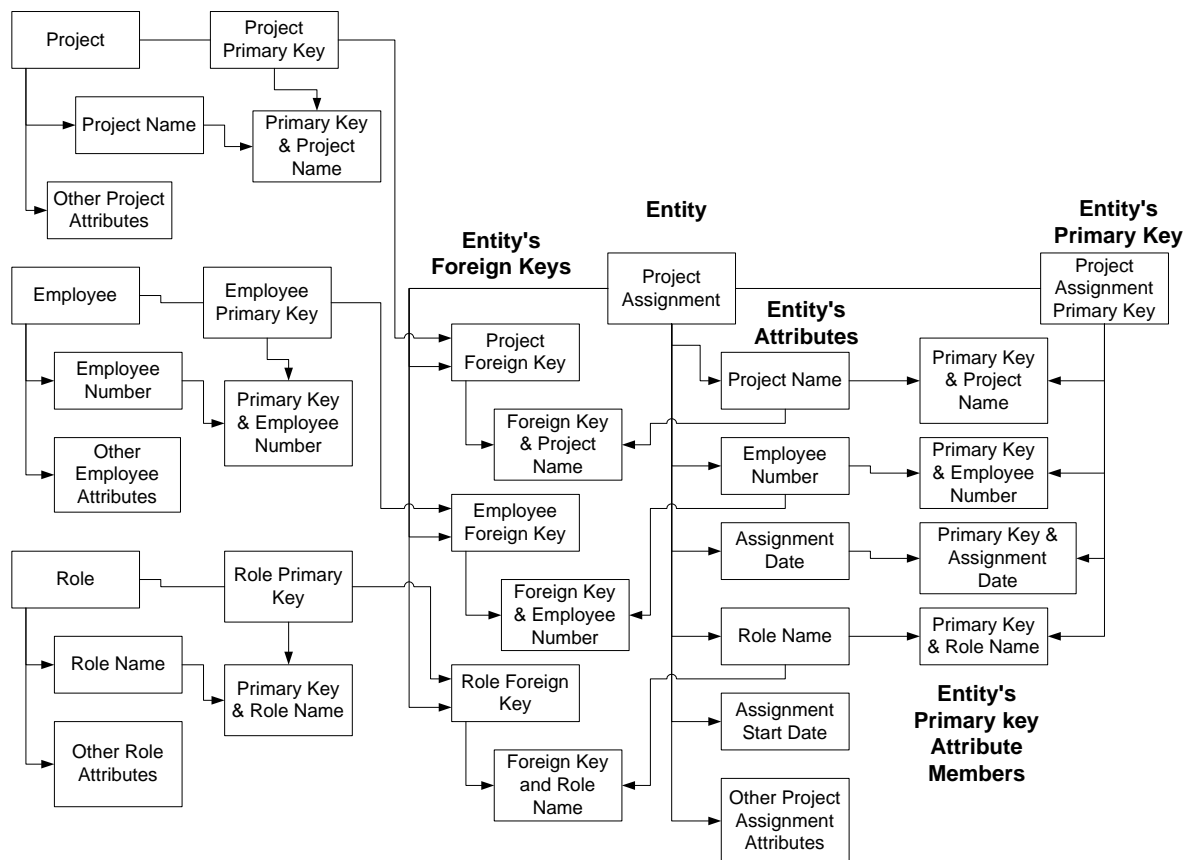 Project
Project
Primary Key
Project Name
Primary Key
& Project
Name
Other Project
Attributes
Employee
Employee
Primary Key
Employee
Number
Primary Key
& Employee
Number
Other
Employee
Attributes
Role
Role Primary
Key
Role Name
Primary Key
& Role Name
Other Role
Attributes
Entity's
Foreign Keys
Project
Foreign Key
Foreign Key
& Project
Name
Employee
Foreign Key
Foreign Key
& Employee
Number
Role Foreign
Key
Foreign Key
and Role
Name
Entity
Project
Assignment
Entity's
Attributes
Project Name
Employee
Number
Assignment
Date
Role Name
Assignment
Start Date
Other Project
Assignment
Attributes
Entity's
Primary Key
Project
Assignment
Primary Key
Primary Key
& Project
Name
Primary Key
& Employee
Number
Primary Key &
Assignment
Date
Primary Key
& Role Name
Entity's
Primary key
Attribute
Members